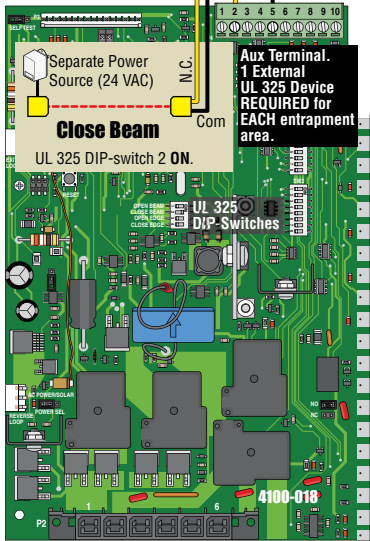 SELF TEST
1 2 3 4 5 6 7 8 9 10
Separate Power
Source (24 VAC)
N.C.
Com
Close Beam
UL 325 DIP-switch 2 ON.
Aux Terminal.
1 External
UL 325 Device
REQUIRED for
EACH entrapment
area.
RESET
OPEN BEAM
CLOSE BEAM
OPEN EDGE
CLOSE EDGE
UL 325
DIP-Switches
AC POWER/SOLAR
POWER SEL
REVERSE
LOOP
NO
NC
4100-018
P2
1
6